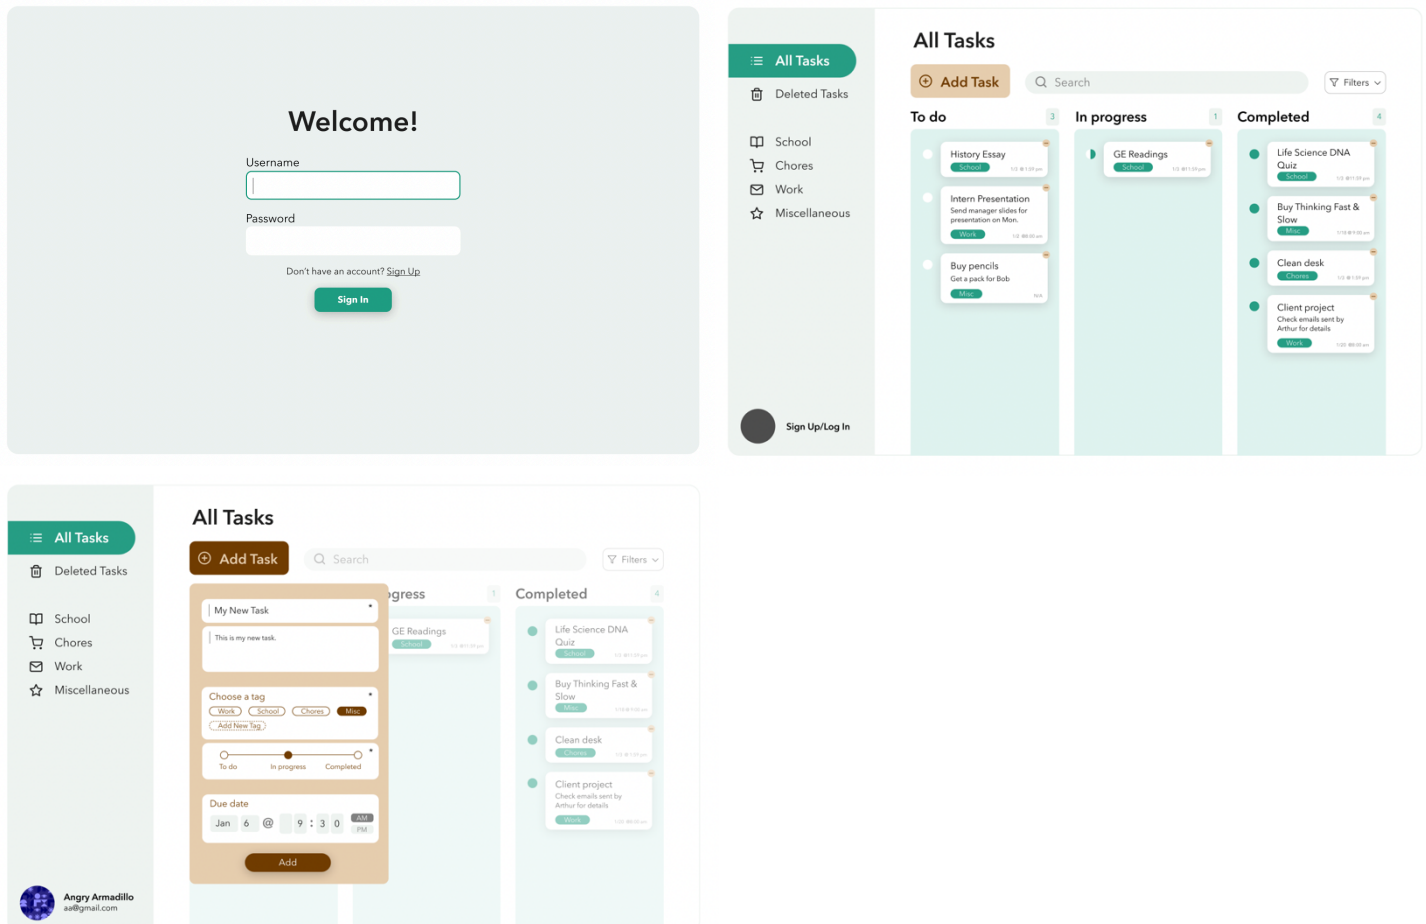 Welcome!
Username
Password
Don't have an account? Sign Up
Sign In
All Tasks
Deleted Tasks
School
Chores
Work
Miscellaneous
Sign Up/Log In
All Tasks
Add Task
Search
Filters
To do
3
History Essay
School
1/3 @ 1:59 pm
Intern Presentation
Send manager slides for
presentation on Mon.
Work
Buy pencils
Get a pack for Bob
Misc
N/A
In progress
1
GE Readings
School
Completed
4
Life Science DNA
Quiz
School
Buy Thinking Fast &
Slow
Misc
Clean desk
Chores
Client project
Check emails sent by
Arthur for details
Work
All Tasks
Deleted Tasks
School
Chores
Work
Miscellaneous
Angry Armadillo
aa@gmail.com
All Tasks
Add Task
Search
Filters
My New Task *
This is my new task.
Choose a tag *
Work School Chores Misc
Add New Tag
*
To do In progress Completed
Due date
Jan 6 @ 9 : 3 0 AM
PM
Add
ogress
1
GE Readings
School
Completed
4
Life Science DNA
Quiz
School
Buy Thinking Fast &
Slow
Misc
Clean desk
Chores
Client project
Check emails sent by
Arthur for details
Work